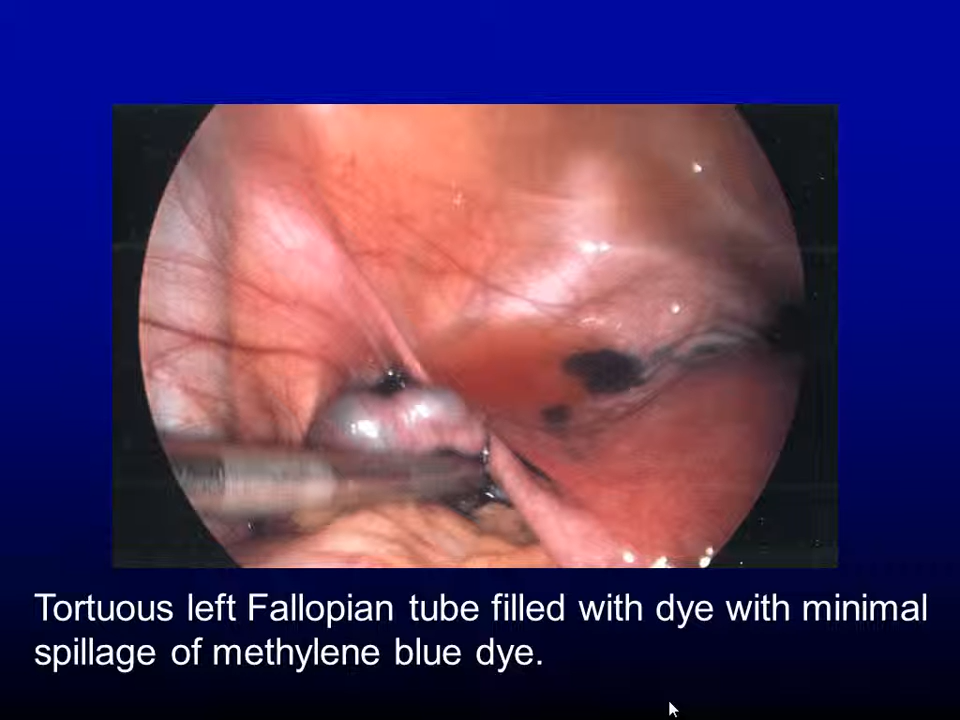 Tortuous left Fallopian tube filled with dye with minimal
spillage of methylene blue dye.